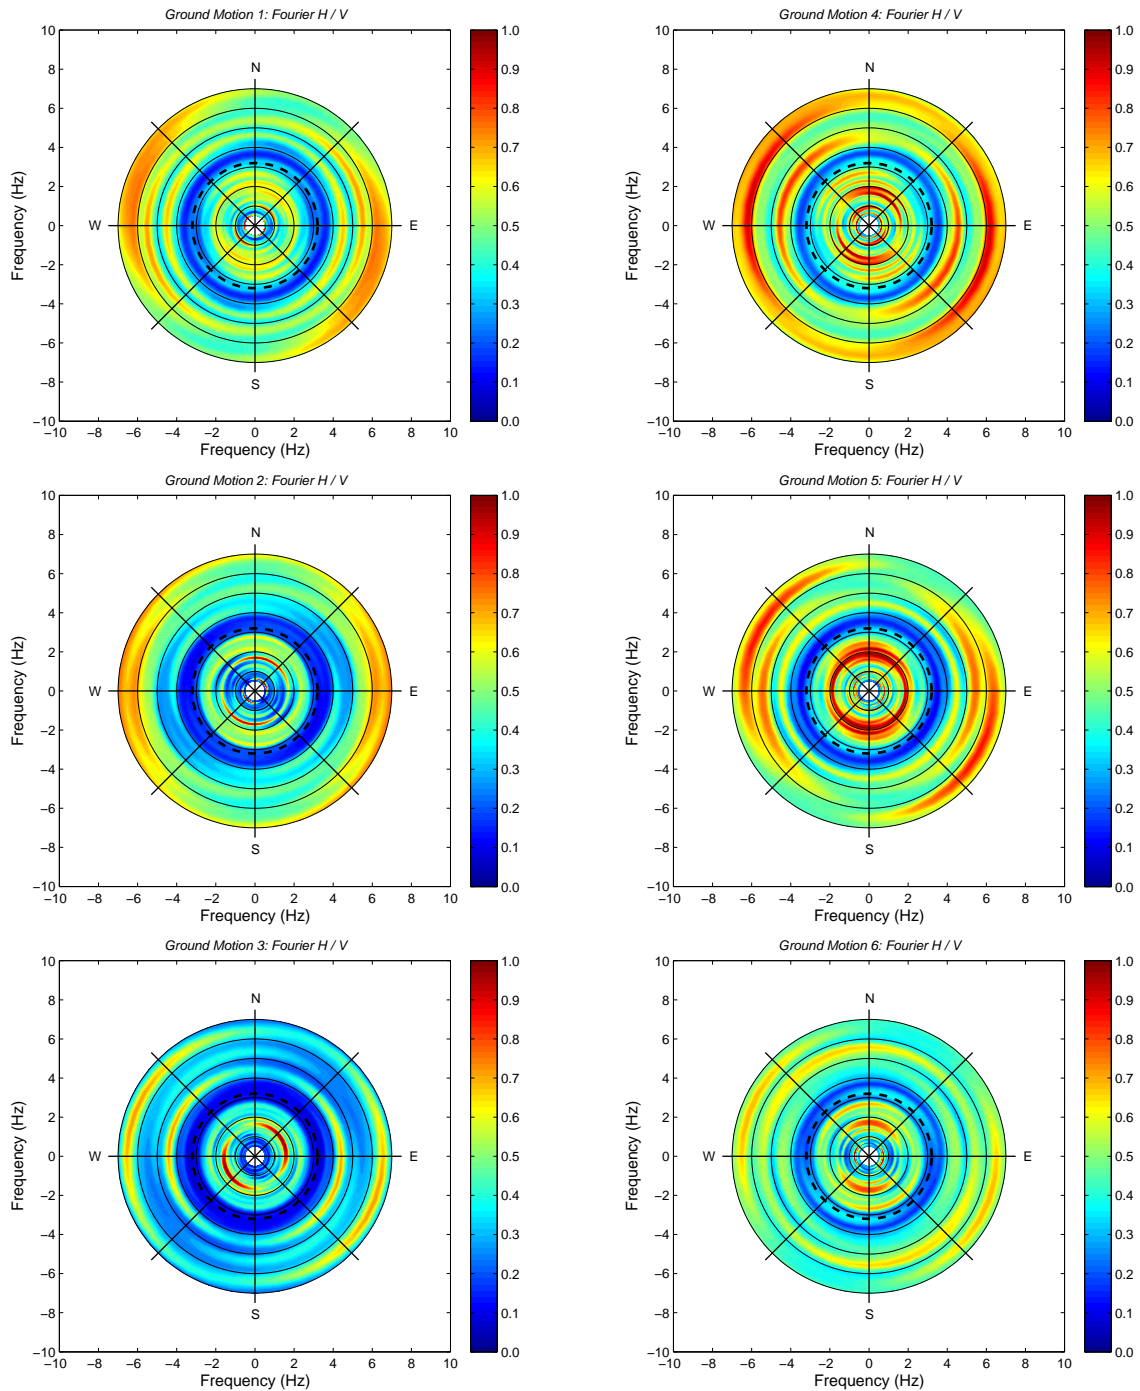 Ground Motion 1: Fourier H / V
10
8
6
4
2
0
−2
−4
−6
−8
−10
Frequency (Hz)
N
W
E
S
−10 −8 −6 −4 −2 0 2 4 6 8 10
Frequency (Hz)
1.0
0.9
0.8
0.7
0.6
0.5
0.4
0.3
0.2
0.1
0.0
Ground Motion 4: Fourier H / V
10
8
6
4
2
0
−2
−4
−6
−8
−10
Frequency (Hz)
N
W
E
S
−10 −8 −6 −4 −2 0 2 4 6 8 10
Frequency (Hz)
1.0
0.9
0.8
0.7
0.6
0.5
0.4
0.3
0.2
0.1
0.0
Ground Motion 2: Fourier H / V
10
8
6
4
2
0
−2
−4
−6
−8
−10
Frequency (Hz)
N
W
E
S
−10 −8 −6 −4 −2 0 2 4 6 8 10
Frequency (Hz)
1.0
0.9
0.8
0.7
0.6
0.5
0.4
0.3
0.2
0.1
0.0
Ground Motion 5: Fourier H / V
10
8
6
4
2
0
−2
−4
−6
−8
−10
Frequency (Hz)
N
W
E
S
−10 −8 −6 −4 −2 0 2 4 6 8 10
Frequency (Hz)
1.0
0.9
0.8
0.7
0.6
0.5
0.4
0.3
0.2
0.1
0.0
Ground Motion 3: Fourier H / V
10
8
6
4
2
0
−2
−4
−6
−8
−10
Frequency (Hz)
N
W
E
S
−10 −8 −6 −4 −2 0 2 4 6 8 10
Frequency (Hz)
1.0
0.9
0.8
0.7
0.6
0.5
0.4
0.3
0.2
0.1
0.0
Ground Motion 6: Fourier H / V
10
8
6
4
2
0
−2
−4
−6
−8
−10
Frequency (Hz)
N
W
E
S
−10 −8 −6 −4 −2 0 2 4 6 8 10
Frequency (Hz)
1.0
0.9
0.8
0.7
0.6
0.5
0.4
0.3
0.2
0.1
0.0